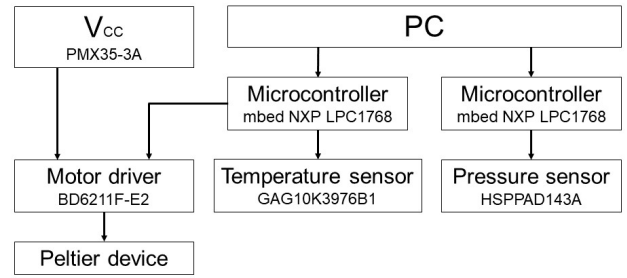 VCC
PMX35-3A
PC
Microcontroller
mbed NXP LPC1768
Microcontroller
mbed NXP LPC1768
Motor driver
BD6211F-E2
Temperature sensor
GAG10K3976B1
Pressure sensor
HSPPAD143A
Peltier device